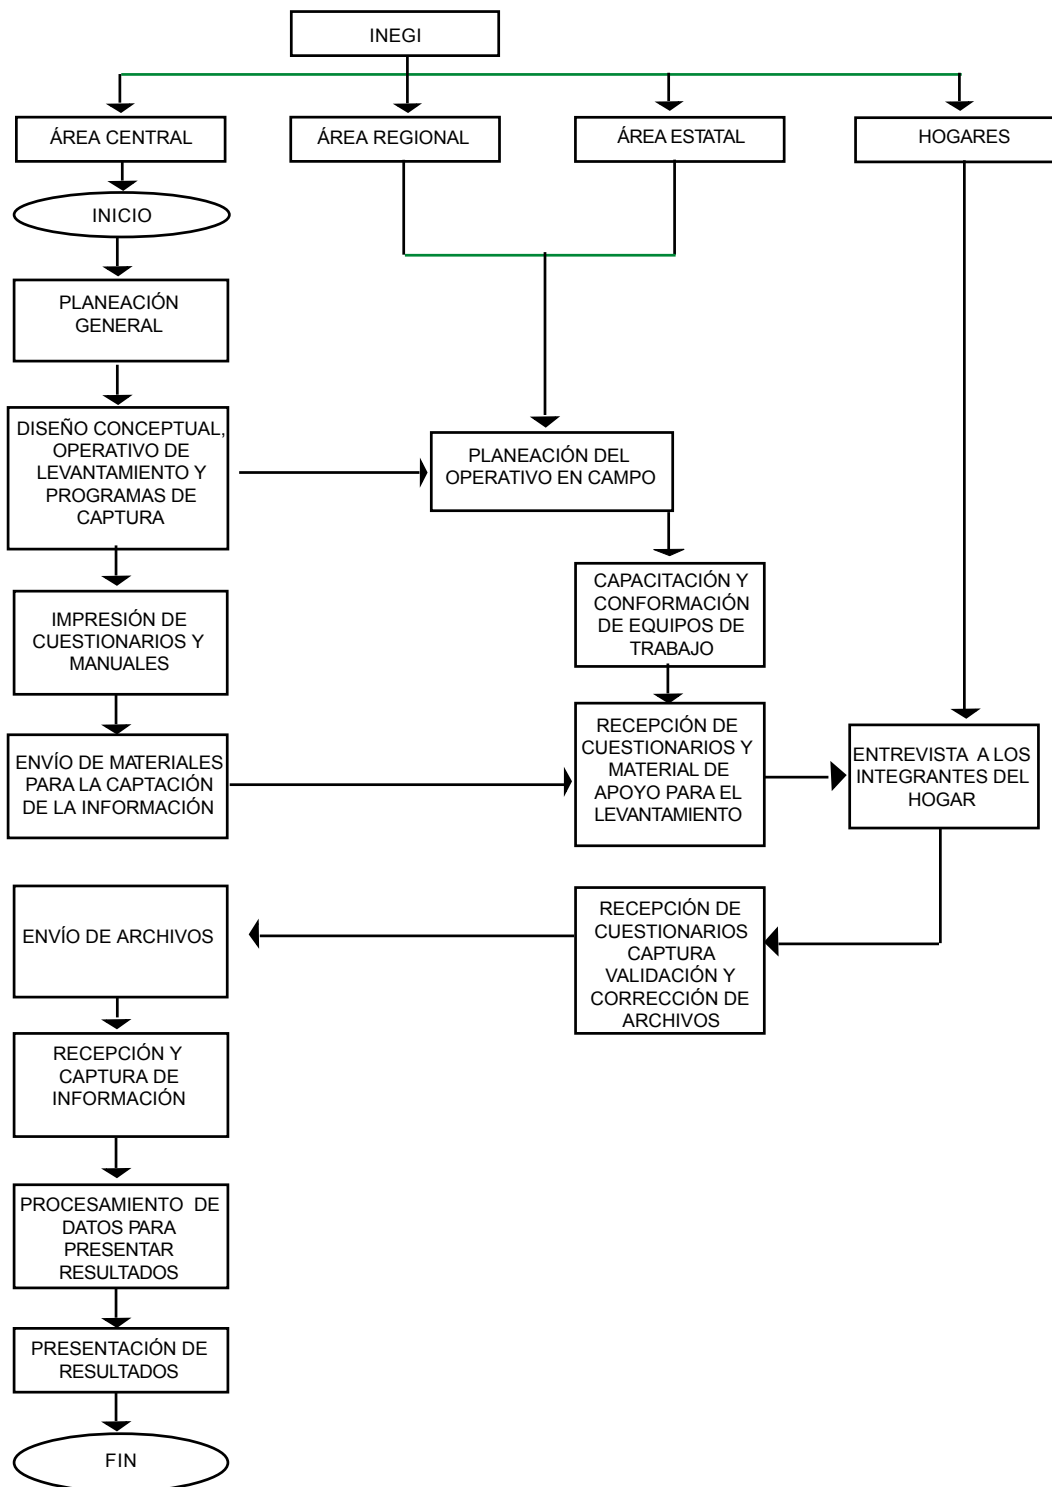 INEGI
ÁREA CENTRAL
ÁREA REGIONAL
ÁREA ESTATAL
HOGARES
INICIO
PLANEACIÓN
GENERAL
DISEÑO CONCEPTUAL,
OPERATIVO DE
LEVANTAMIENTO Y
PROGRAMAS DE
CAPTURA
PLANEACIÓN DEL
OPERATIVO EN CAMPO
CAPACITACIÓN Y
CONFORMACIÓN
DE EQUIPOS DE
TRABAJO
IMPRESIÓN DE
CUESTIONARIOS Y
MANUALES
ENVÍO DE MATERIALES
PARA LA CAPTACIÓN
DE LA INFORMACIÓN
RECEPCIÓN DE
CUESTIONARIOS Y
MATERIAL DE
APOYO PARA EL
LEVANTAMIENTO
ENTREVISTA A LOS
INTEGRANTES DEL
HOGAR
RECEPCIÓN DE
CUESTIONARIOS
CAPTURA
VALIDACIÓN Y
CORRECCIÓN DE
ARCHIVOS
ENVÍO DE ARCHIVOS
RECEPCIÓN Y
CAPTURA DE
INFORMACIÓN
PROCESAMIENTO DE
DATOS PARA
PRESENTAR
RESULTADOS
PRESENTACIÓN DE
RESULTADOS
FIN